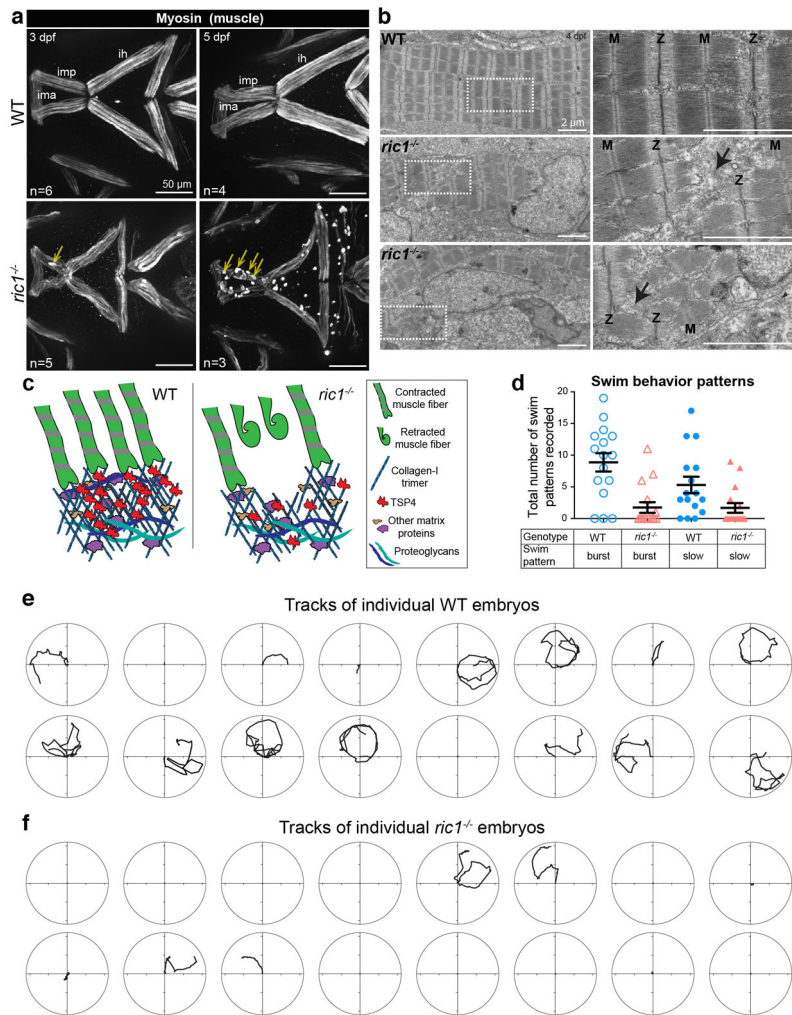 a
Myosin (muscle)
WT
3 dpf
ih
imp
ima
50 µm
n=6
5 dpf
ih
imp
ima
n=4
ric1-/-
n=5
n=3
b
WT
4 dpf
2 µm
M Z M Z
ric1-/-
M Z M
ric1-/-
Z Z M
c
WT
ric1-/-
Contracted
muscle fiber
Retracted
muscle fiber
Collagen-I
trimer
TSP4
Other matrix
proteins
Proteoglycans
d
Swim behavior patterns
Total number of swim
patterns recorded
20
15
10
5
0
Genotype WT ric1-/- WT ric1-/-
Swim
pattern burst burst slow slow
e
Tracks of individual WT embryos
f
Tracks of individual ric1-/- embryos